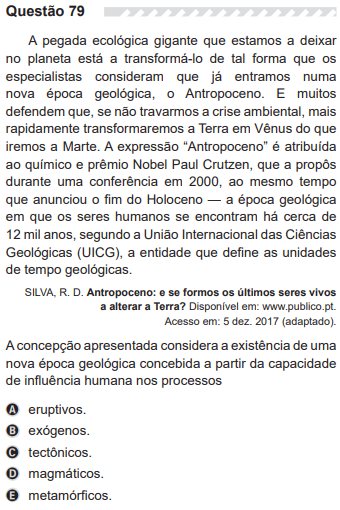 Questão 79
A pegada ecológica gigante que estamos a deixar
no planeta está a transformá-lo de tal forma que os
especialistas consideram que já entramos numa
nova época geológica, o Antropoceno. E muitos
defendem que, se não travarmos a crise ambiental, mais
rapidamente transformaremos a Terra em Vênus do que
iremos a Marte. A expressão “Antropoceno” é atribuída
ao químico e prêmio Nobel Paul Crutzen, que a propôs
durante uma conferência em 2000, ao mesmo tempo
que anunciou o fim do Holoceno — a época geológica
em que os seres humanos se encontram há cerca de
12 mil anos, segundo a União Internacional das Ciências
Geológicas (UICG), a entidade que define as unidades
de tempo geológicas.
SILVA, R. D. Antropoceno: e se formos os últimos seres vivos
a alterar a Terra? Disponível em: www.publico.pt.
Acesso em: 5 dez. 2017 (adaptado).
A concepção apresentada considera a existência de uma
nova época geológica concebida a partir da capacidade
de influência humana nos processos
A eruptivos.
B exógenos.
C tectônicos.
D magmáticos.
E metamórficos.